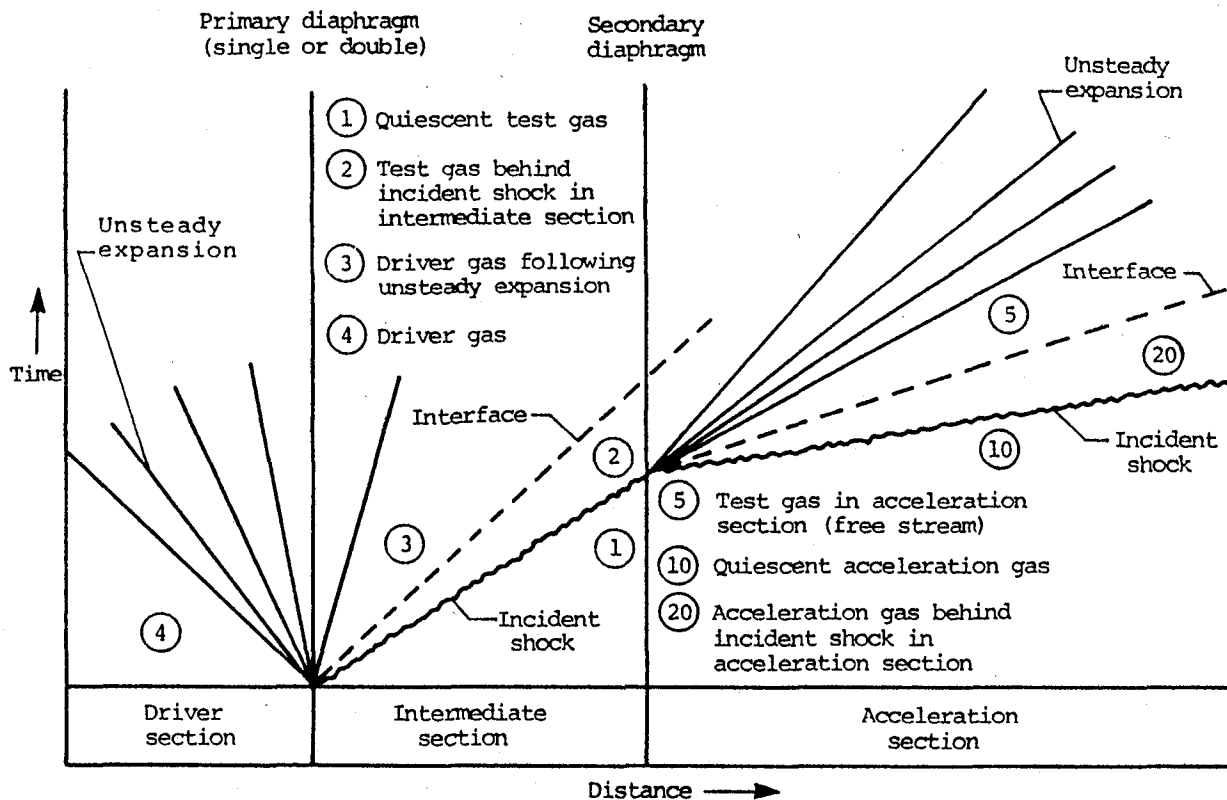 Primary diaphragm
(single or double)
Secondary
diaphragm
Unsteady
expansion
1 Quiescent test gas
2 Test gas behind
incident shock in
intermediate section
3 Driver gas following
unsteady expansion
4 Driver gas
Unsteady
expansion
Time
Interface
5
Interface
20
10
Incident
shock
2
1
3
4
Incident
shock
5 Test gas in acceleration
section (free stream)
10 Quiescent acceleration gas
20 Acceleration gas behind
incident shock in
acceleration section
Driver
section
Intermediate
section
Acceleration
section
Distance